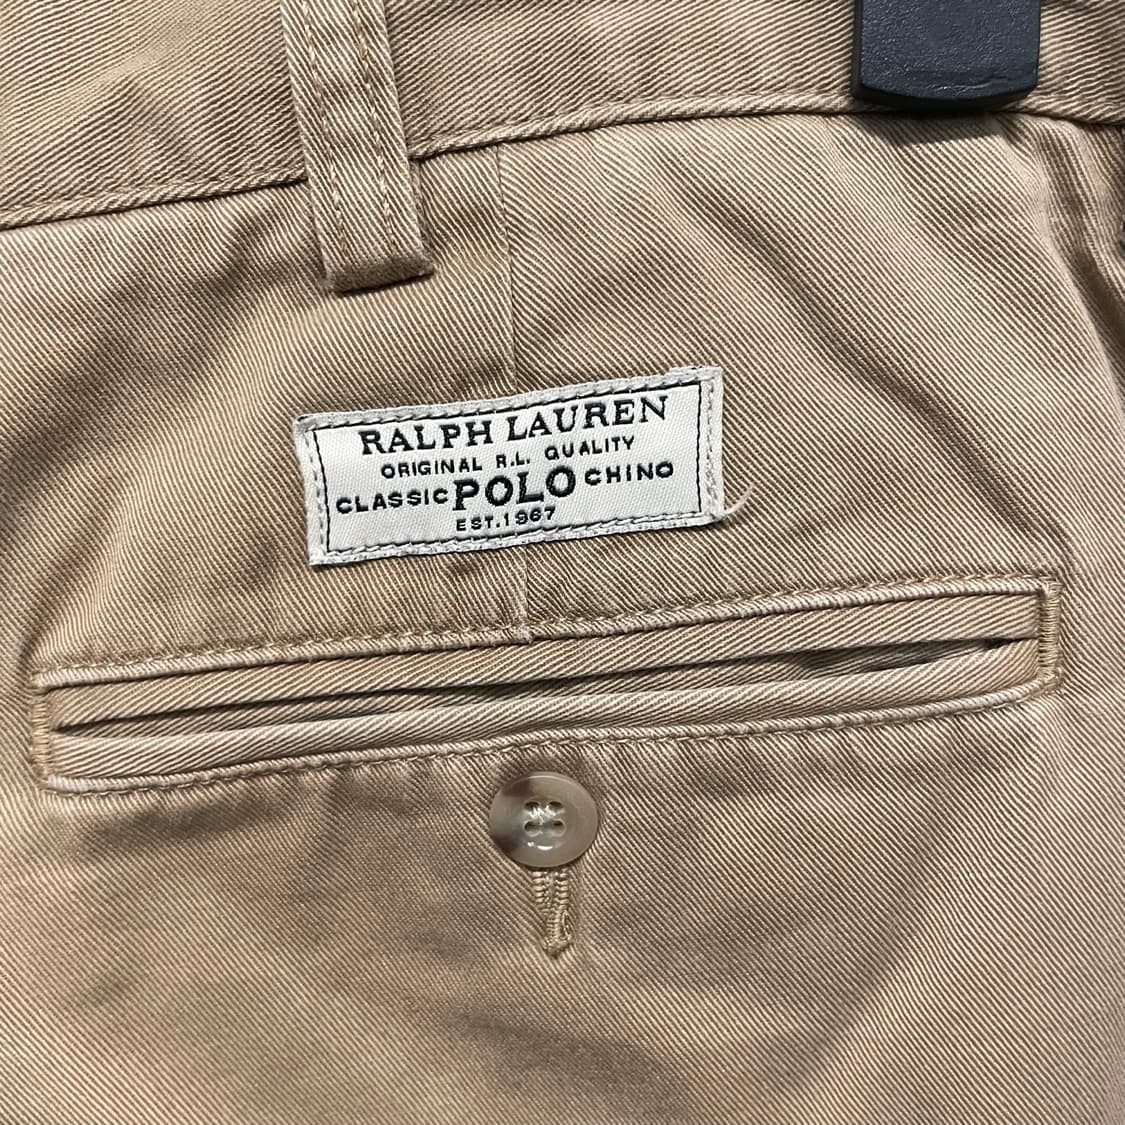 RALPH LAUREN
ORIGINAL R.L. QUALITY
CLASSIC POLO CHINO
EST.1967